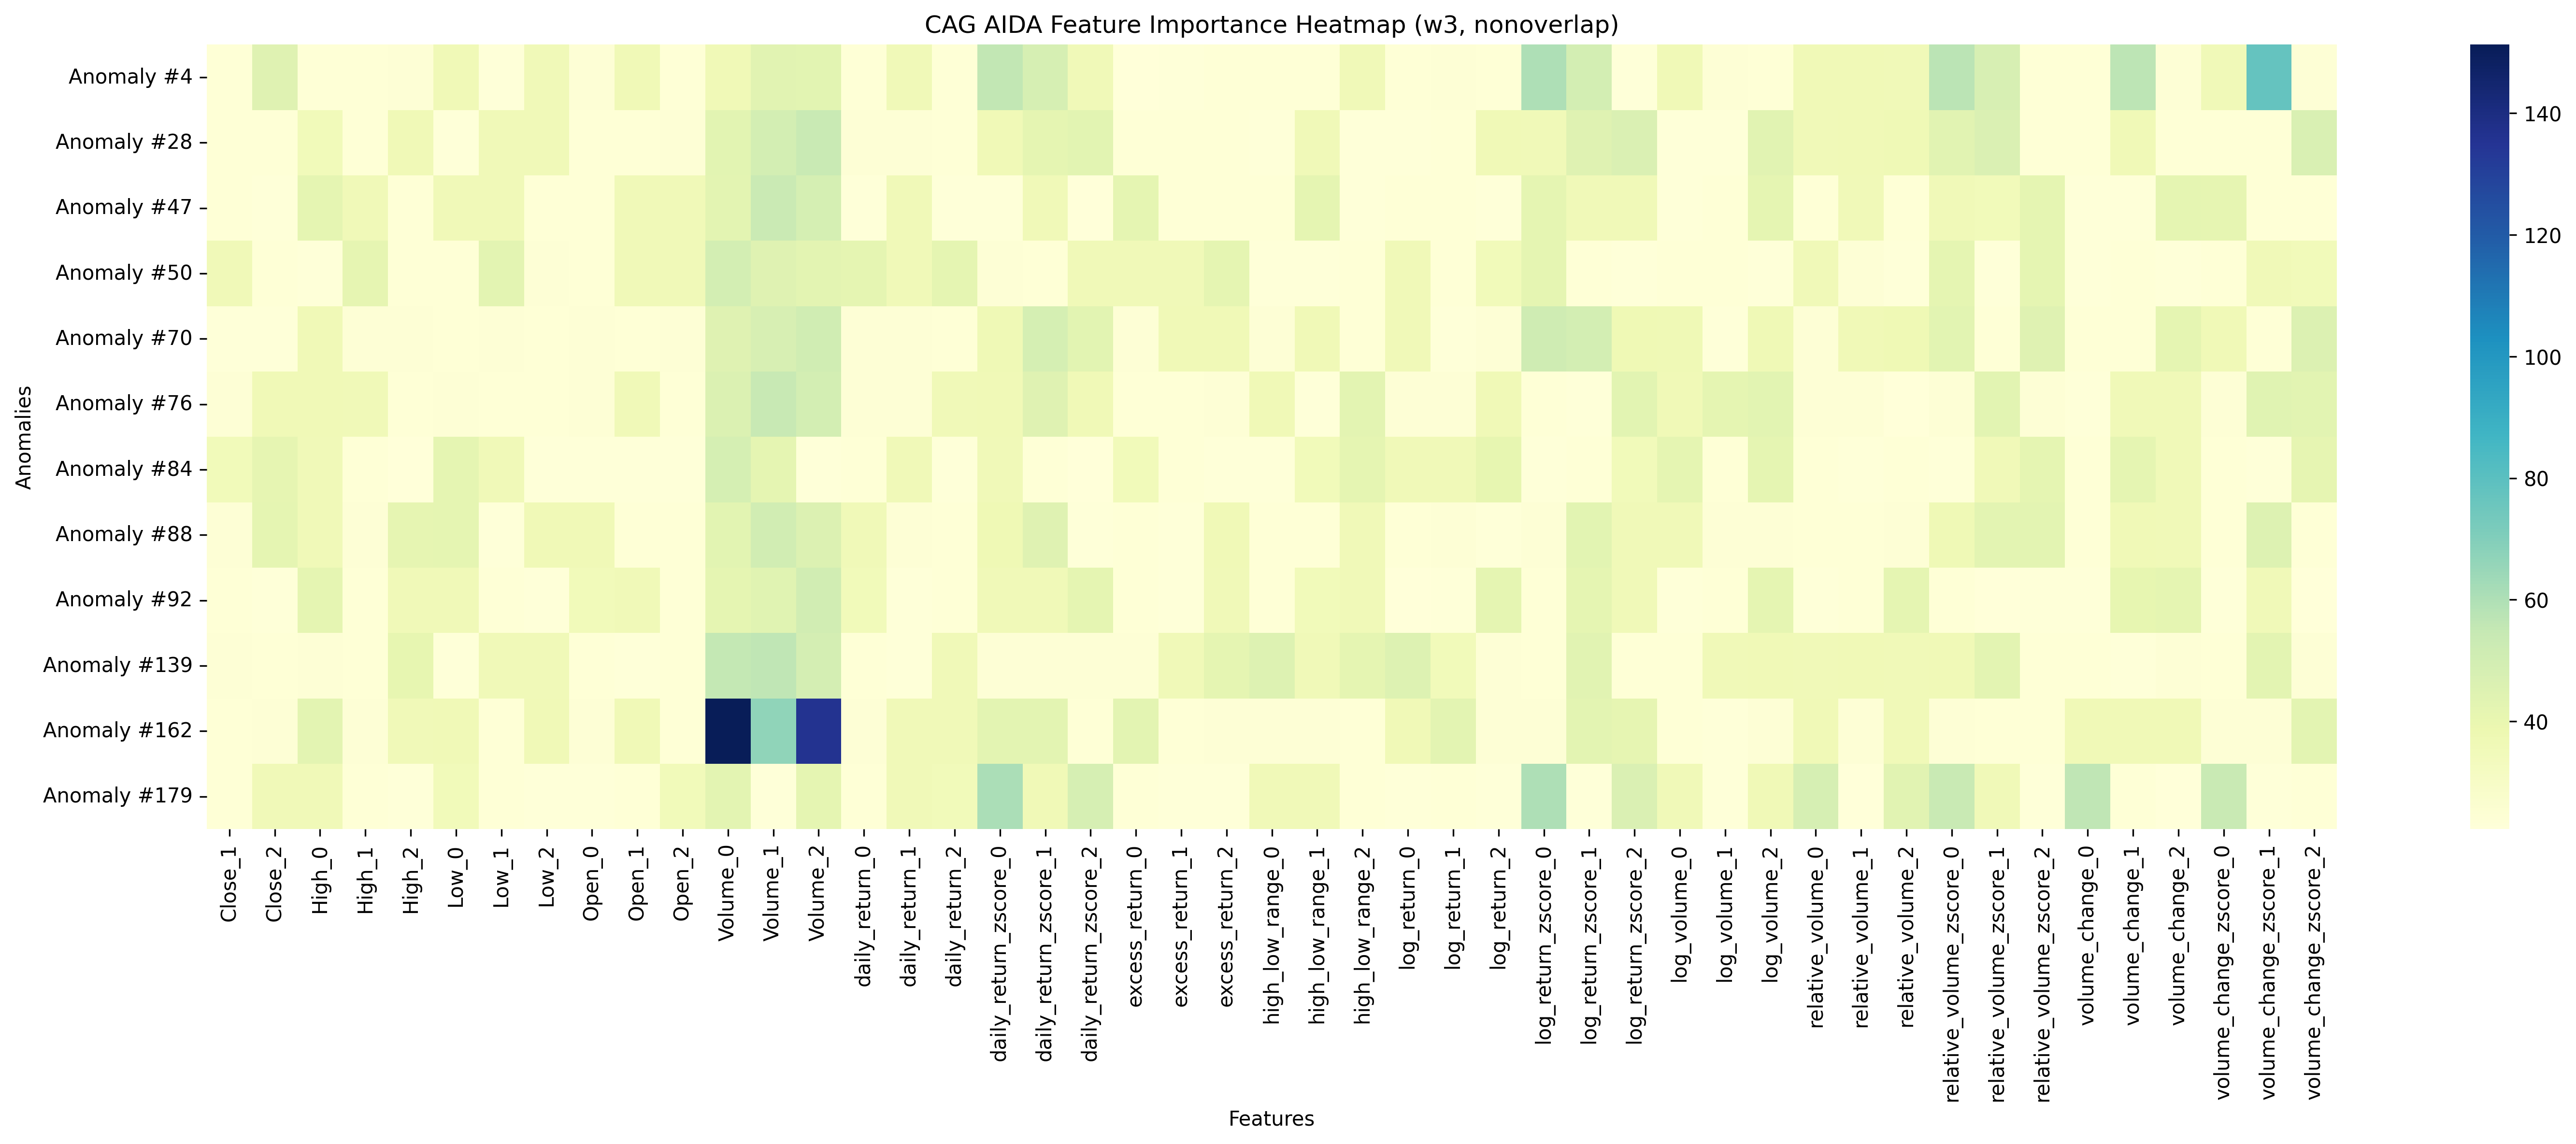 CAG AIDA Feature Importance Heatmap (w3, nonoverlap)
Anomalies
Anomaly #4
Anomaly #28
Anomaly #47
Anomaly #50
Anomaly #70
Anomaly #76
Anomaly #84
Anomaly #88
Anomaly #92
Anomaly #139
Anomaly #162
Anomaly #179
Close_1
Close_2
High_0
High_1
High_2
Low_0
Low_1
Low_2
Open_0
Open_1
Open_2
Volume_0
Volume_1
Volume_2
daily_return_0
daily_return_1
daily_return_2
daily_return_zscore_0
daily_return_zscore_1
daily_return_zscore_2
excess_return_0
excess_return_1
excess_return_2
high_low_range_0
high_low_range_1
high_low_range_2
log_return_0
log_return_1
log_return_2
log_return_zscore_0
log_return_zscore_1
log_return_zscore_2
log_volume_0
log_volume_1
log_volume_2
relative_volume_0
relative_volume_1
relative_volume_2
relative_volume_zscore_0
relative_volume_zscore_1
relative_volume_zscore_2
volume_change_0
volume_change_1
volume_change_2
volume_change_zscore_0
volume_change_zscore_1
volume_change_zscore_2
Features
140
120
100
80
60
40